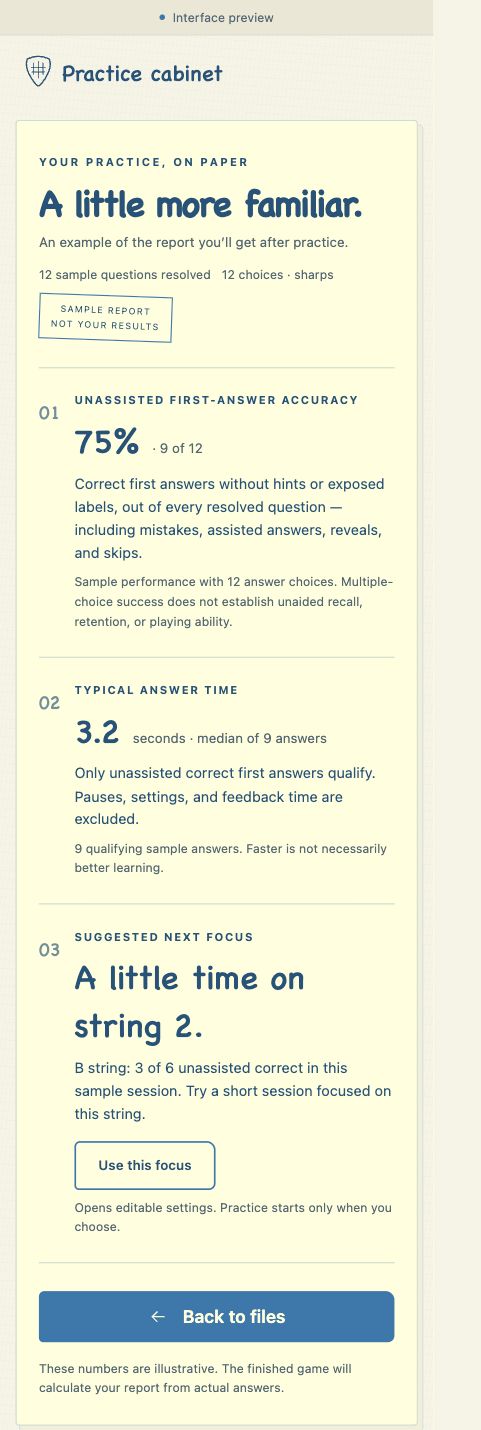 Interface preview
Practice cabinet
YOUR PRACTICE, ON PAPER
A little more familiar.
An example of the report you’ll get after practice.
12 sample questions resolved 12 choices · sharps
SAMPLE REPORT
NOT YOUR RESULTS
01
UNASSISTED FIRST-ANSWER ACCURACY
75% · 9 of 12
Correct first answers without hints or exposed
labels, out of every resolved question —
including mistakes, assisted answers, reveals,
and skips.
Sample performance with 12 answer choices. Multiple-
choice success does not establish unaided recall,
retention, or playing ability.
02
TYPICAL ANSWER TIME
3.2 seconds · median of 9 answers
Only unassisted correct first answers qualify.
Pauses, settings, and feedback time are
excluded.
9 qualifying sample answers. Faster is not necessarily
better learning.
03
SUGGESTED NEXT FOCUS
A little time on
string 2.
B string: 3 of 6 unassisted correct in this
sample session. Try a short session focused on
this string.
Use this focus
Opens editable settings. Practice starts only when you
choose.
← Back to files
These numbers are illustrative. The finished game will
calculate your report from actual answers.